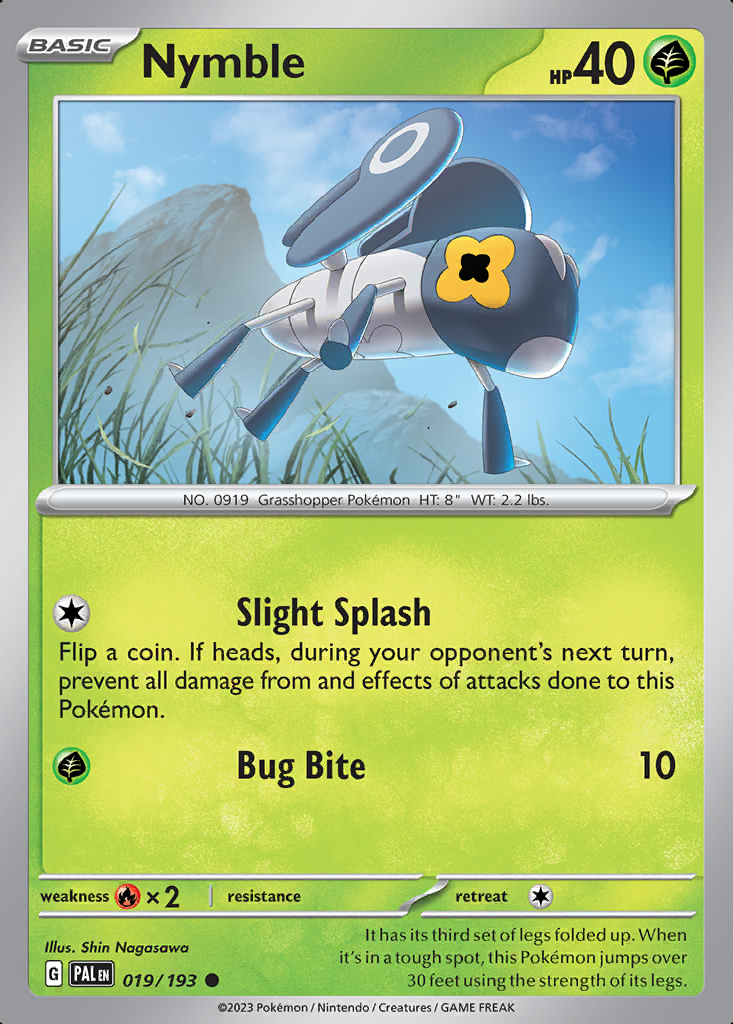 BASIC
Nymble
HP40
NO. 0919 Grasshopper Pokémon HT: 8" WT: 2.2 lbs.
Slight Splash
Flip a coin. If heads, during your opponent's next turn,
prevent all damage from and effects of attacks done to this
Pokémon.
Bug Bite 10
weakness ×2 resistance retreat
Illus. Shin Nagasawa
G PAL EN 019/193
It has its third set of legs folded up. When
it's in a tough spot, this Pokémon jumps over
30 feet using the strength of its legs.
©2023 Pokémon / Nintendo / Creatures / GAME FREAK